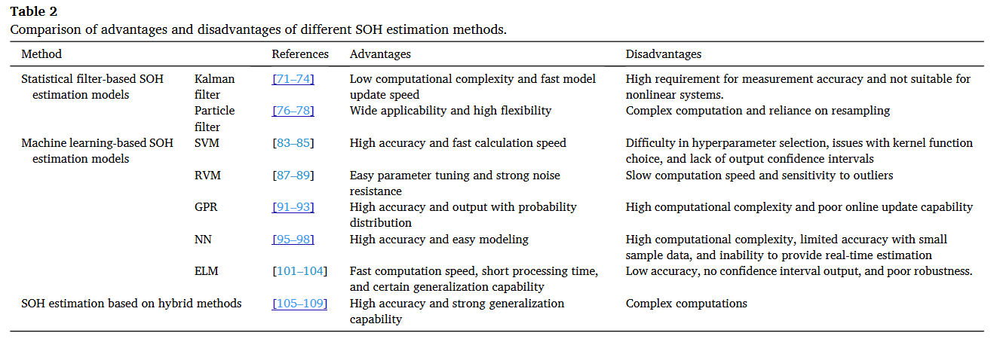 Table 2
Comparison of advantages and disadvantages of different SOH estimation methods.
Method References Advantages Disadvantages
Statistical filter-based SOH Kalman [71–74] Low computational complexity and fast model High requirement for measurement accuracy and not suitable for
estimation models filter update speed nonlinear systems.
Particle [76–78] Wide applicability and high flexibility Complex computation and reliance on resampling
filter
Machine learning-based SOH SVM [83–85] High accuracy and fast calculation speed Difficulty in hyperparameter selection, issues with kernel function
estimation models choice, and lack of output confidence intervals
RVM [87–89] Easy parameter tuning and strong noise Slow computation speed and sensitivity to outliers
resistance
GPR [91–93] High accuracy and output with probability High computational complexity and poor online update capability
distribution
NN [95–98] High accuracy and easy modeling High computational complexity, limited accuracy with small
sample data, and inability to provide real-time estimation
ELM [101–104] Fast computation speed, short processing time, Low accuracy, no confidence interval output, and poor robustness.
and certain generalization capability
SOH estimation based on hybrid methods [105–109] High accuracy and strong generalization Complex computations
capability